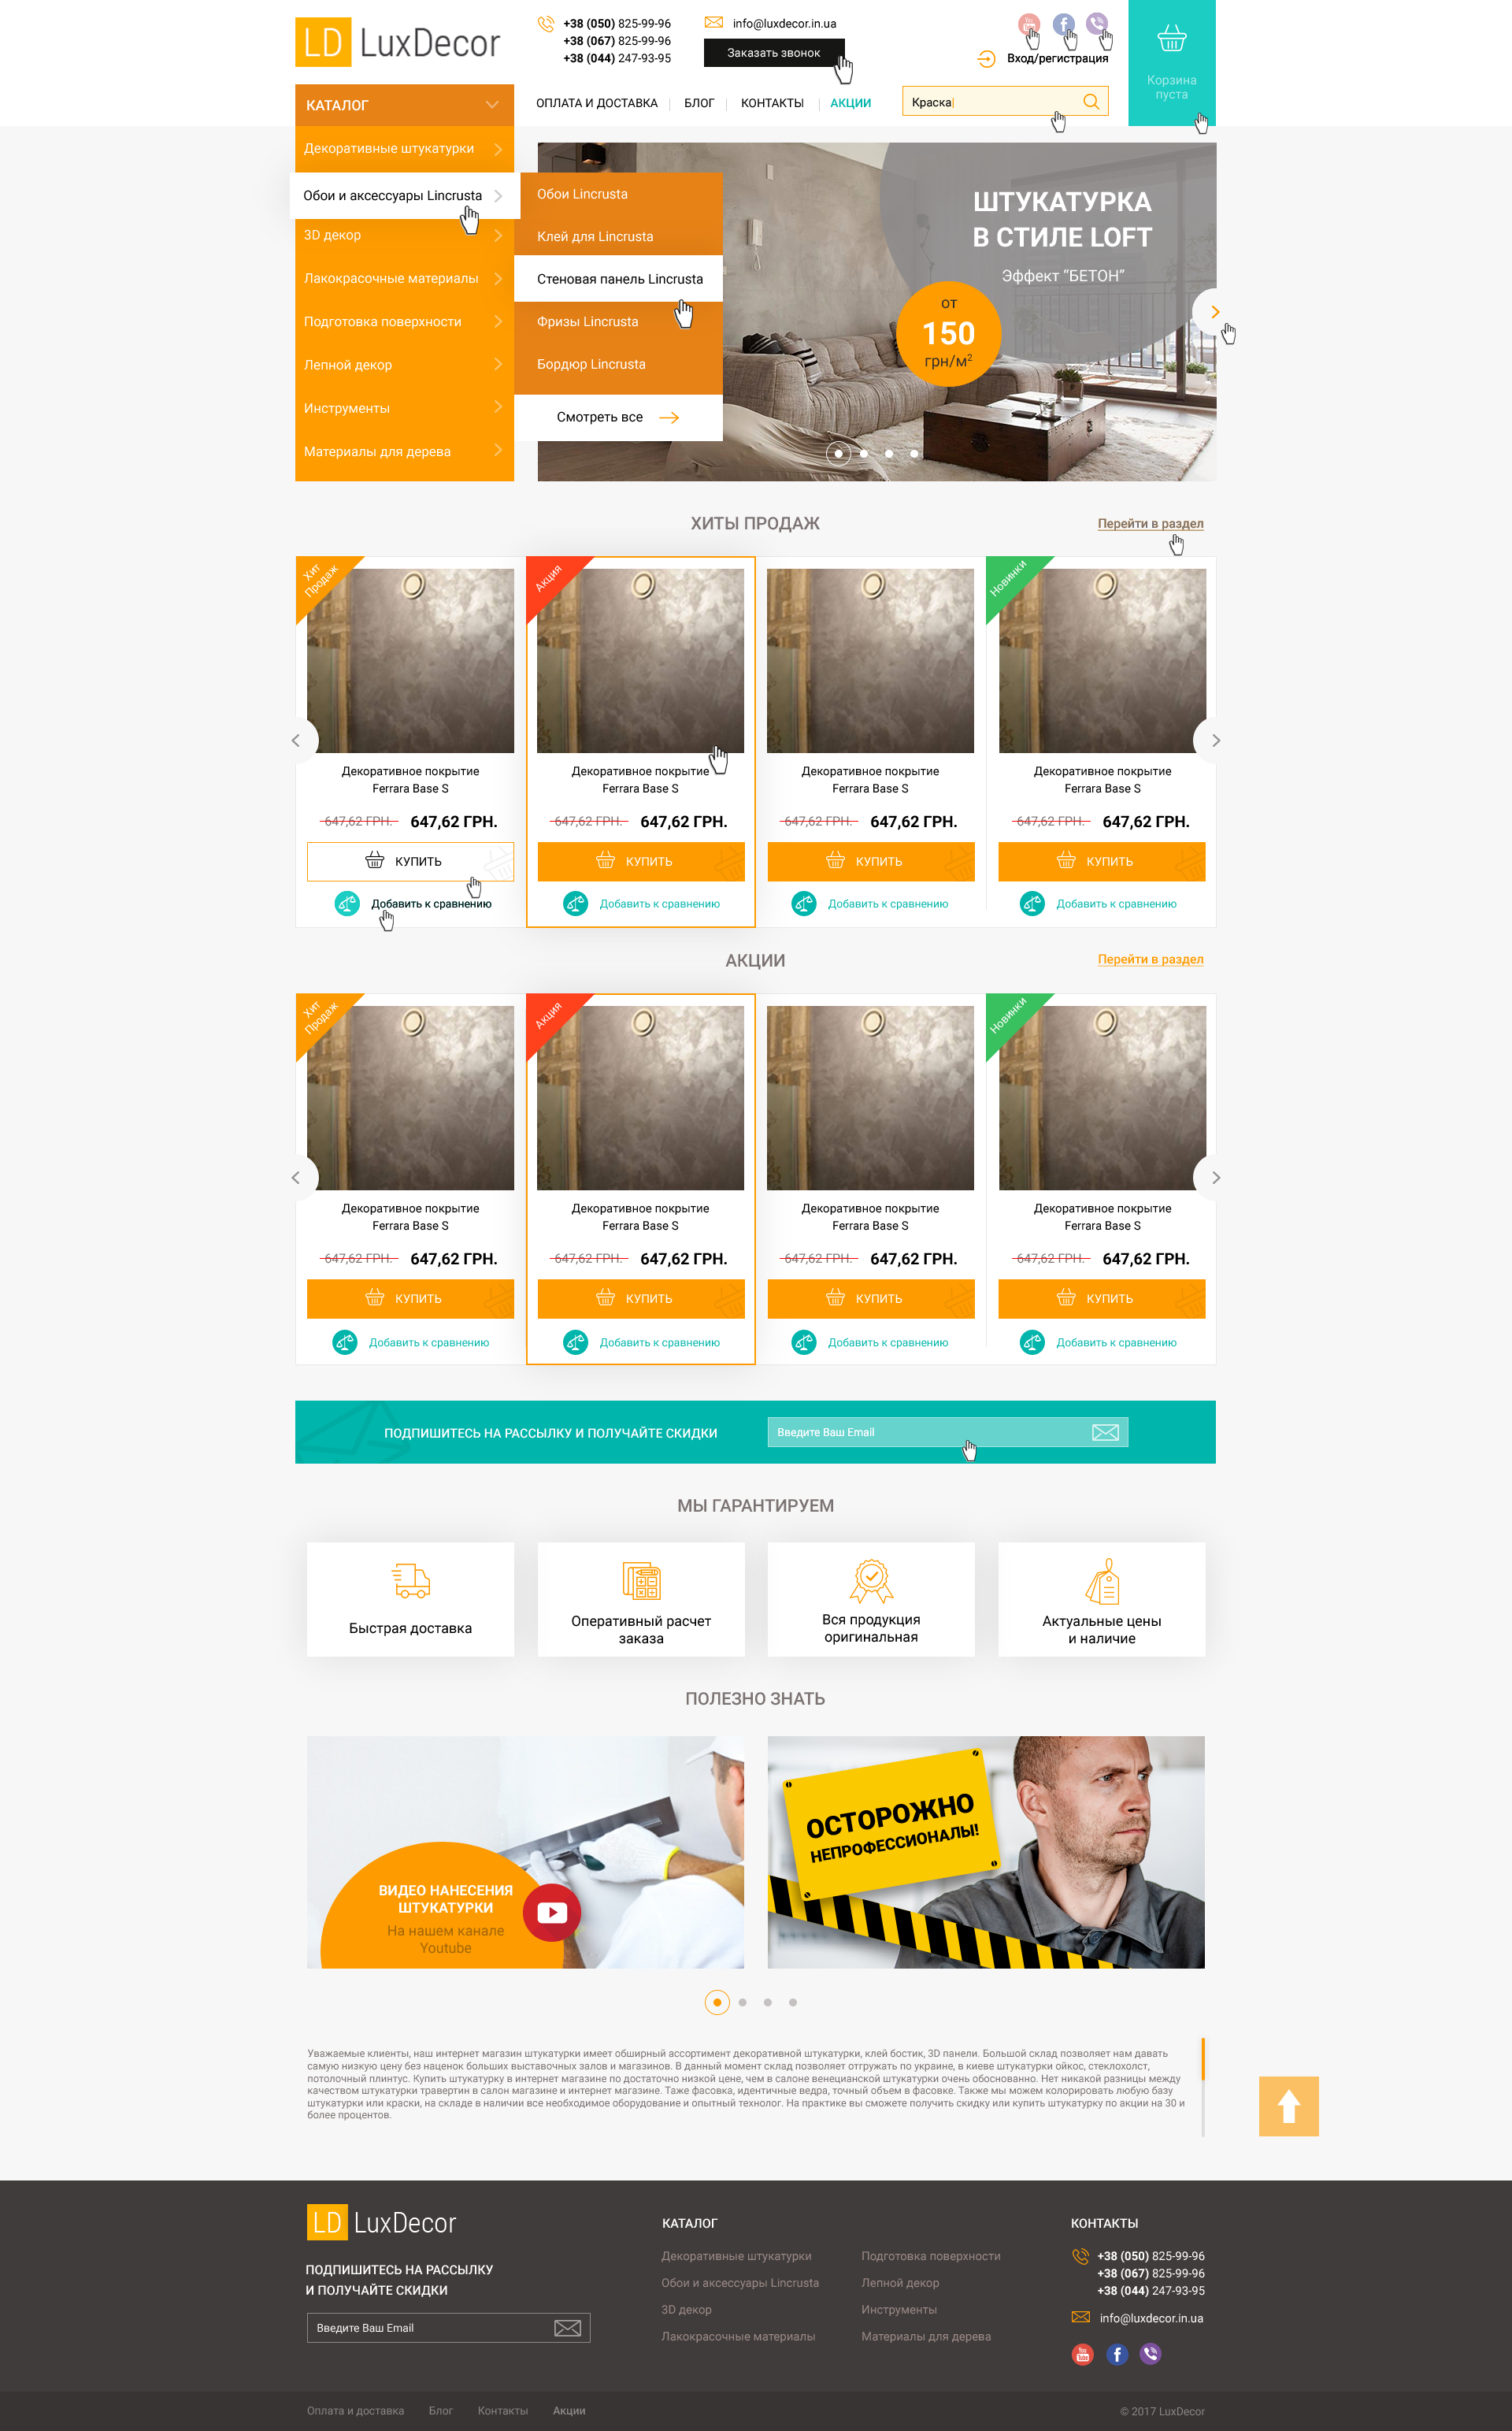 LD LuxDecor
+38 (050) 825-99-96
+38 (067) 825-99-96
+38 (044) 247-93-95
info@luxdecor.in.ua
Заказать звонок
You
Tube
Вход/регистрация
Корзина
пуста
КАТАЛОГ
ОПЛАТА И ДОСТАВКА
БЛОГ
КОНТАКТЫ
АКЦИИ
Краска
Декоративные штукатурки
Обои и аксессуары Lincrusta
3D декор
Лакокрасочные материалы
Подготовка поверхности
Лепной декор
Инструменты
Материалы для дерева
Обои Lincrusta
Клей для Lincrusta
Стеновая панель Lincrusta
Фризы Lincrusta
Бордюр Lincrusta
Смотреть все
ШТУКАТУРКА
В СТИЛЕ LOFT
Эффект “БЕТОН”
от
150
грн/м²
ХИТЫ ПРОДАЖ
Перейти в раздел
Хит
Продаж
Акция
Новинки
Декоративное покрытие
Ferrara Base S
647,62 ГРН. 647,62 ГРН.
КУПИТЬ
Добавить к сравнению
Декоративное покрытие
Ferrara Base S
647,62 ГРН. 647,62 ГРН.
КУПИТЬ
Добавить к сравнению
Декоративное покрытие
Ferrara Base S
647,62 ГРН. 647,62 ГРН.
КУПИТЬ
Добавить к сравнению
Декоративное покрытие
Ferrara Base S
647,62 ГРН. 647,62 ГРН.
КУПИТЬ
Добавить к сравнению
АКЦИИ
Перейти в раздел
Хит
Продаж
Акция
Новинки
Декоративное покрытие
Ferrara Base S
647,62 ГРН. 647,62 ГРН.
КУПИТЬ
Добавить к сравнению
Декоративное покрытие
Ferrara Base S
647,62 ГРН. 647,62 ГРН.
КУПИТЬ
Добавить к сравнению
Декоративное покрытие
Ferrara Base S
647,62 ГРН. 647,62 ГРН.
КУПИТЬ
Добавить к сравнению
Декоративное покрытие
Ferrara Base S
647,62 ГРН. 647,62 ГРН.
КУПИТЬ
Добавить к сравнению
ПОДПИШИТЕСЬ НА РАССЫЛКУ И ПОЛУЧАЙТЕ СКИДКИ
Введите Ваш Email
МЫ ГАРАНТИРУЕМ
Быстрая доставка
Оперативный расчет
заказа
Вся продукция
оригинальная
Актуальные цены
и наличие
ПОЛЕЗНО ЗНАТЬ
ВИДЕО НАНЕСЕНИЯ
ШТУКАТУРКИ
На нашем канале
Youtube
ОСТОРОЖНО
НЕПРОФЕССИОНАЛЫ!
Уважаемые клиенты, наш интернет магазин штукатурки имеет обширный ассортимент декоративной штукатурки, клей бостик, 3D панели. Большой склад позволяет нам давать
самую низкую цену без наценок больших выставочных залов и магазинов. В данный момент склад позволяет отгружать по украине, в киеве штукатурки ойкос, стеклохолст,
потолочный плинтус. Купить штукатурку в интернет магазине по достаточно низкой цене, чем в салоне венецианской штукатурки очень обоснованно. Нет никакой разницы между
качеством штукатурки травертин в салон магазине и интернет магазине. Таже фасовка, идентичные ведра, точный объем в фасовке. Также мы можем колорировать любую базу
штукатурки или краски, на складе в наличии все необходимое оборудование и опытный технолог. На практике вы сможете получить скидку или купить штукатурку по акции на 30 и
более процентов.
LD LuxDecor
ПОДПИШИТЕСЬ НА РАССЫЛКУ
И ПОЛУЧАЙТЕ СКИДКИ
Введите Ваш Email
КАТАЛОГ
Декоративные штукатурки
Обои и аксессуары Lincrusta
3D декор
Лакокрасочные материалы
Подготовка поверхности
Лепной декор
Инструменты
Материалы для дерева
КОНТАКТЫ
+38 (050) 825-99-96
+38 (067) 825-99-96
+38 (044) 247-93-95
info@luxdecor.in.ua
You
Tube
Оплата и доставка
Блог
Контакты
Акции
© 2017 LuxDecor